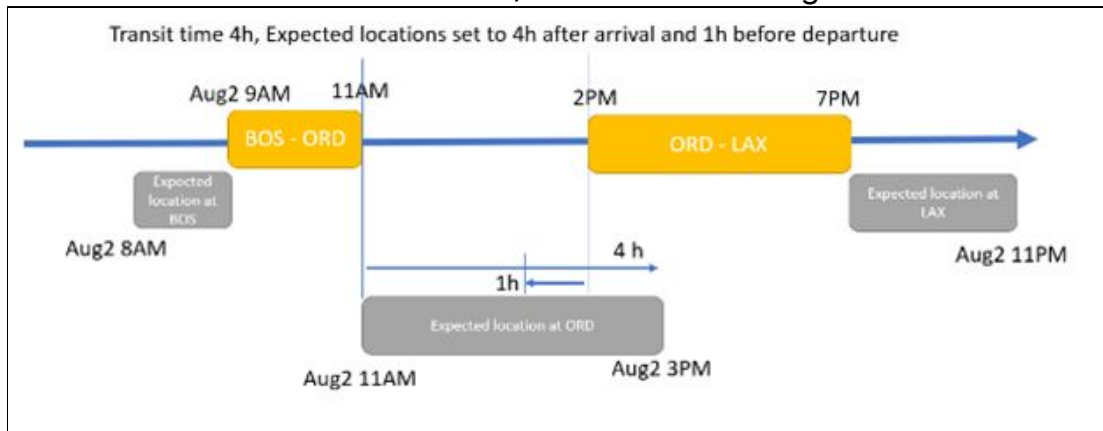 Transit time 4h, Expected locations set to 4h after arrival and 1h before departure
Aug2 9AM
11AM
2PM
7PM
BOS - ORD
ORD - LAX
Expected
location at
BOS
Expected location at
LAX
Aug2 8AM
Aug2 11PM
4 h
1h
Expected location at ORD
Aug2 11AM
Aug2 3PM